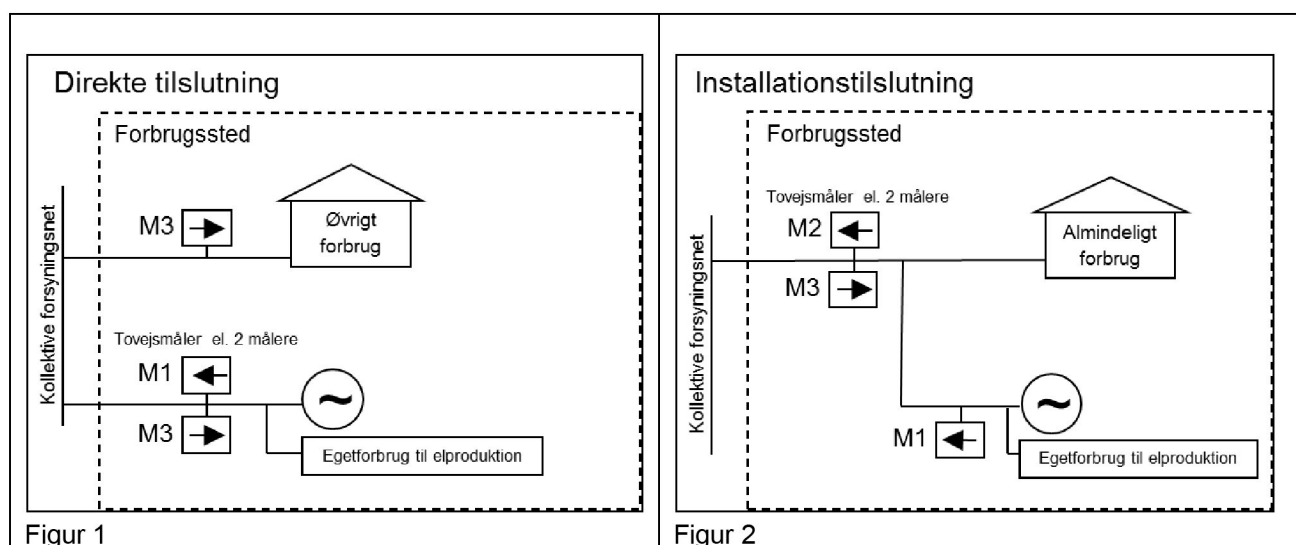 Direkte tilslutning
Forbrugssted
Kollektive forsyningsnet
M3
Øvrigt
forbrug
Tovejsmåler el. 2 målere
M1
M3
~
Egetforbrug til elproduktion
Figur 1
Installationstilslutning
Forbrugssted
Kollektive forsyningsnet
Tovejsmåler el. 2 målere
M2
M3
Almindeligt
forbrug
~
M1
Egetforbrug til elproduktion
Figur 2